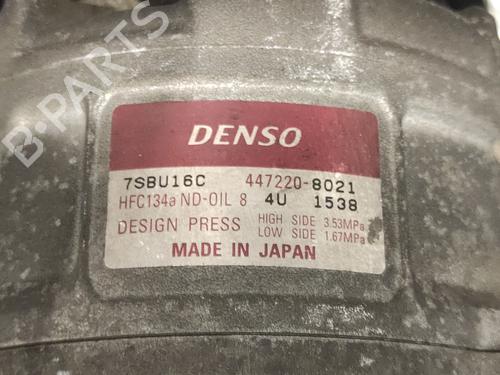 B-PARTS
DENSO
7SBU16C 447220-8021
HFC134a ND-OIL 8 4U 1538
DESIGN PRESS HIGH SIDE 3.53MPa
LOW SIDE 1.67MPa
MADE IN JAPAN